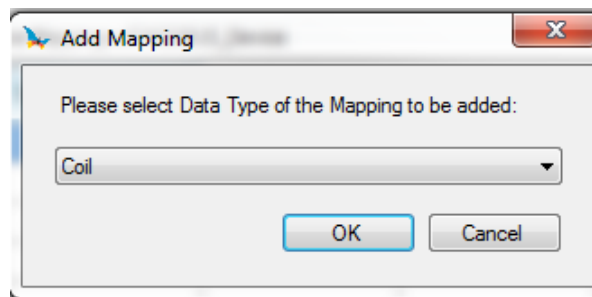 Add Mapping
Please select Data Type of the Mapping to be added:
Coil
OK
Cancel